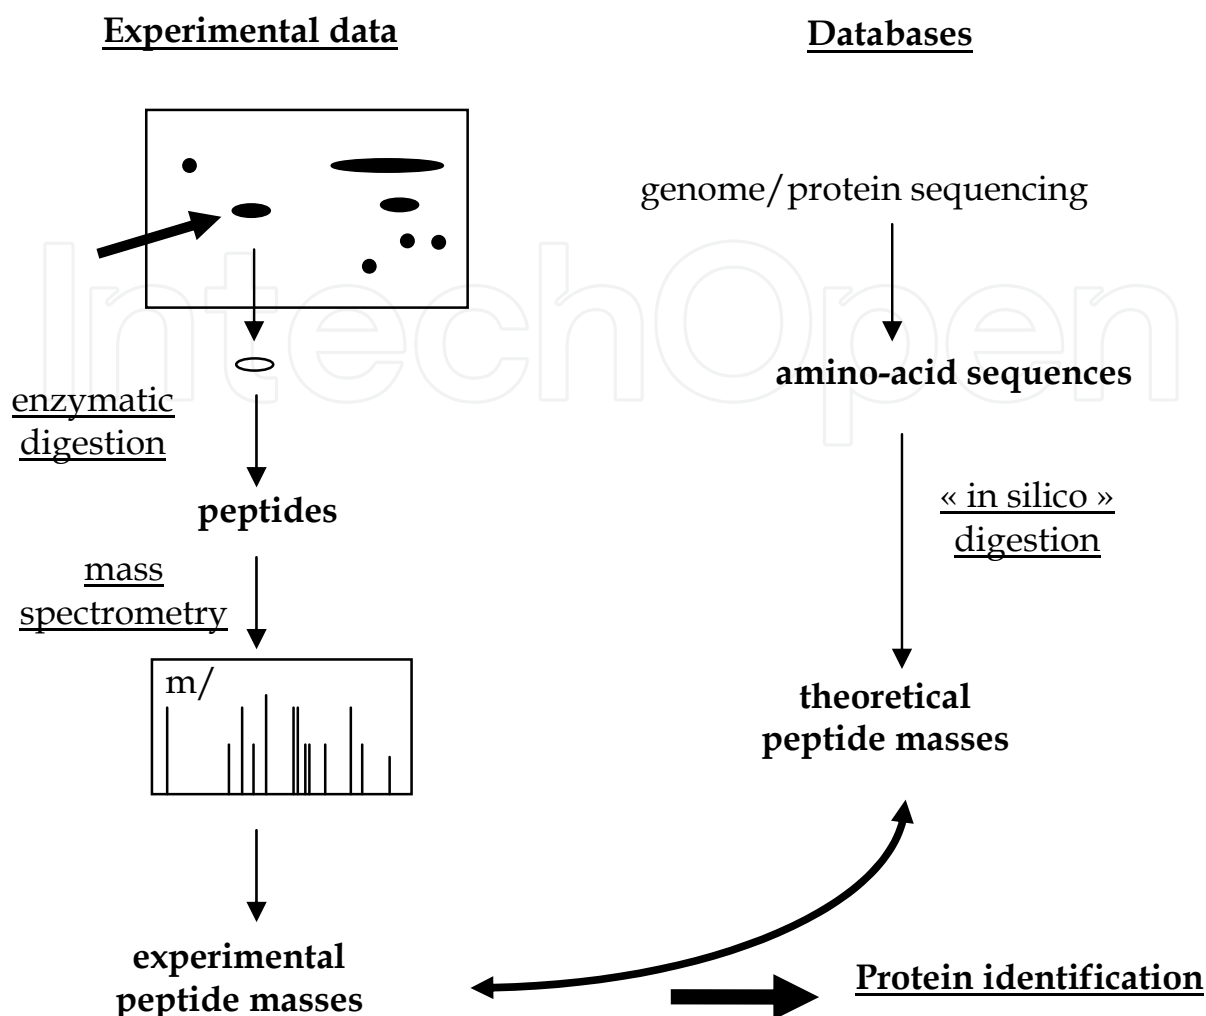 Experimental data
Databases
genome/protein sequencing
amino-acid sequences
enzymatic
digestion
peptides
« in silico »
digestion
mass
spectrometry
m/
theoretical
peptide masses
experimental
peptide masses
Protein identification
IntechOpen